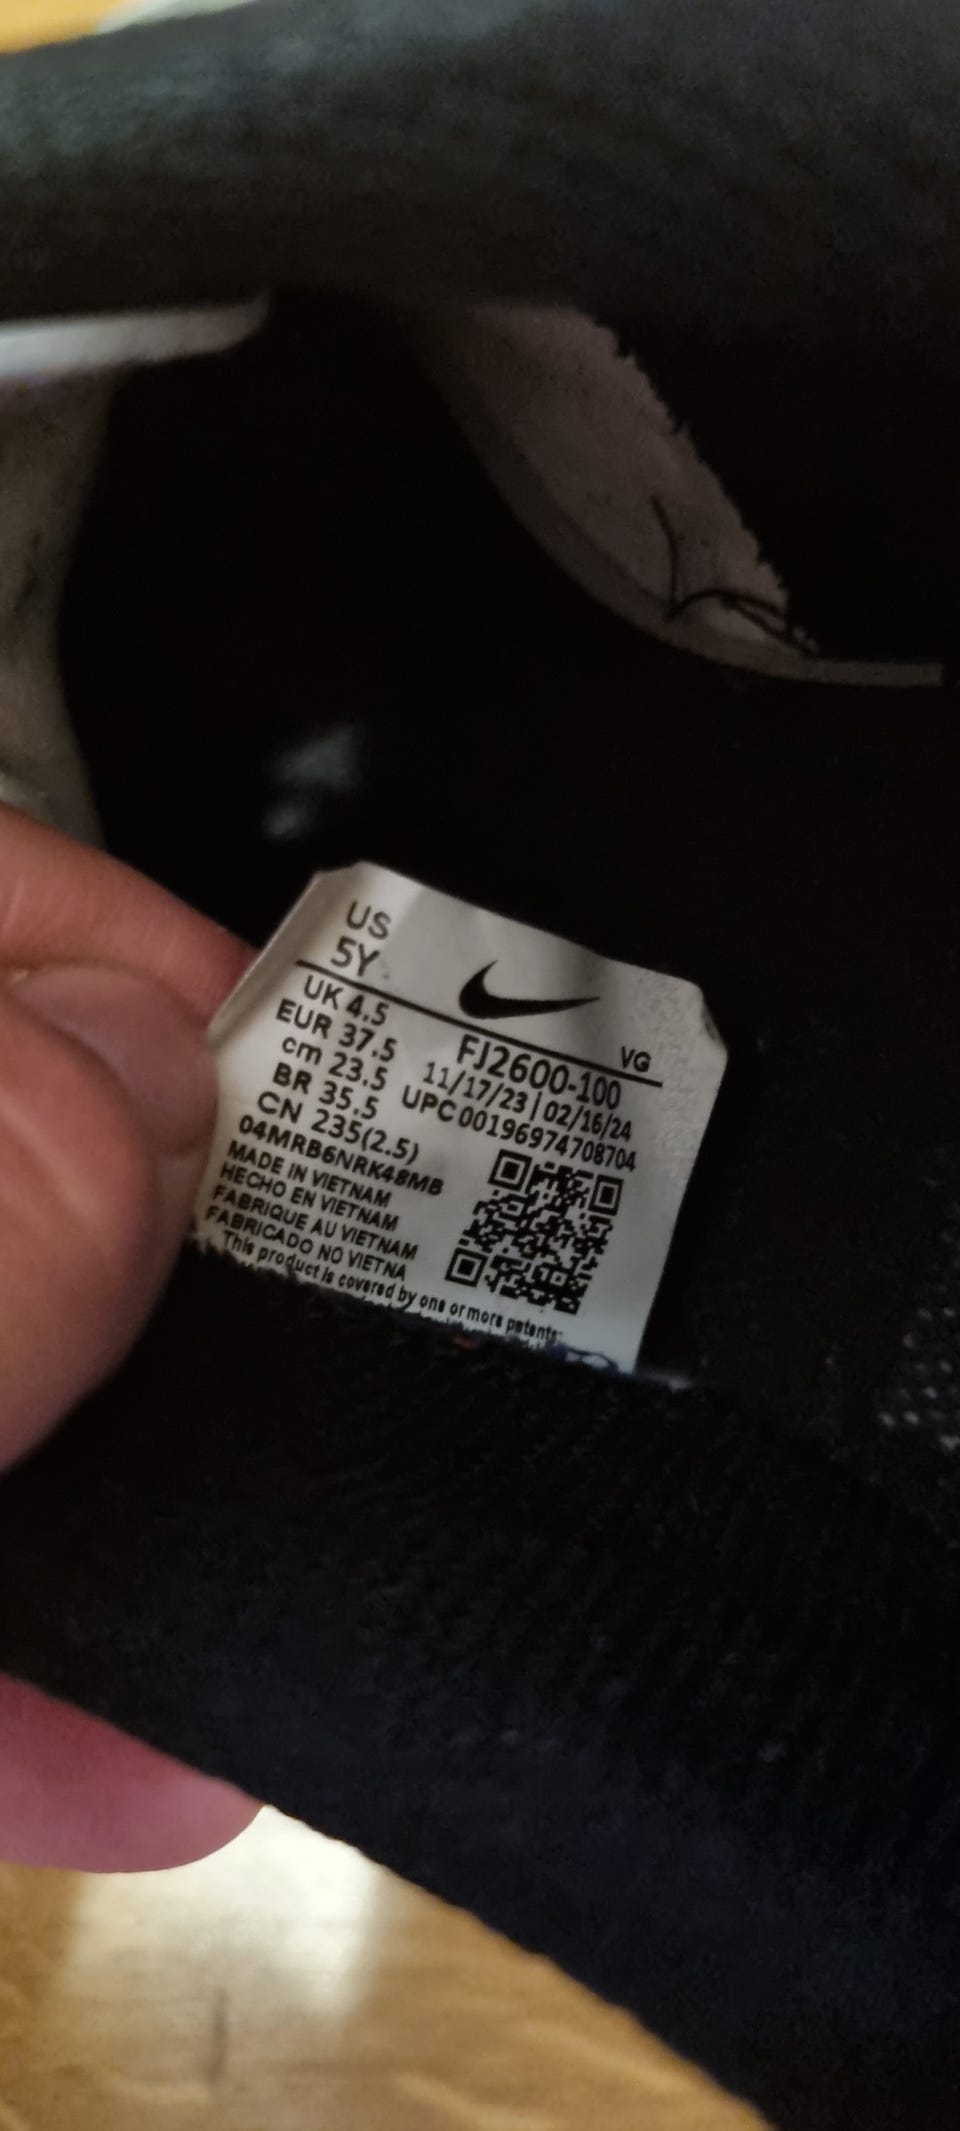 US
5Y
UK 4.5
EUR 37.5
cm 23.5
BR 35.5
CN 235(2.5)
04MRB6NRK48MB
MADE IN VIETNAM
HECHO EN VIETNAM
FABRIQUE AU VIETNAM
FABRICADO NO VIETNA
VG
FJ2600-100
11/17/23 | 02/16/24
UPC 00196974708704
This product is covered by one or more patents: